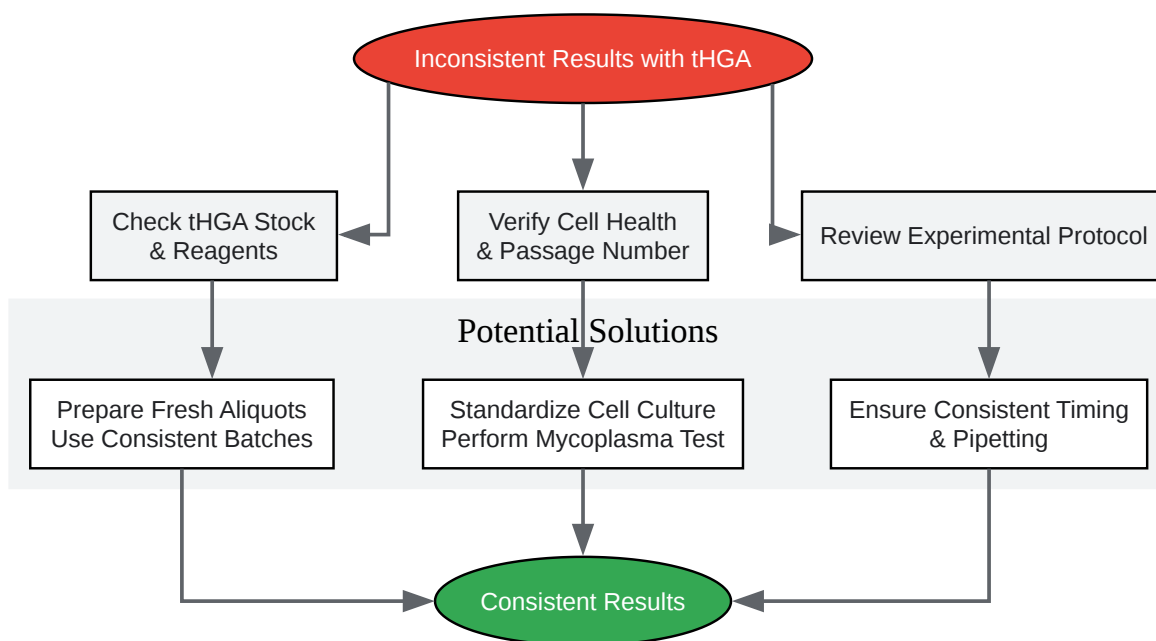 Inconsistent Results with tHGA
Check tHGA Stock
& Reagents
Verify Cell Health
& Passage Number
Review Experimental Protocol
Potential Solutions
Prepare Fresh Aliquots
Use Consistent Batches
Standardize Cell Culture
Perform Mycoplasma Test
Ensure Consistent Timing
& Pipetting
Consistent Results